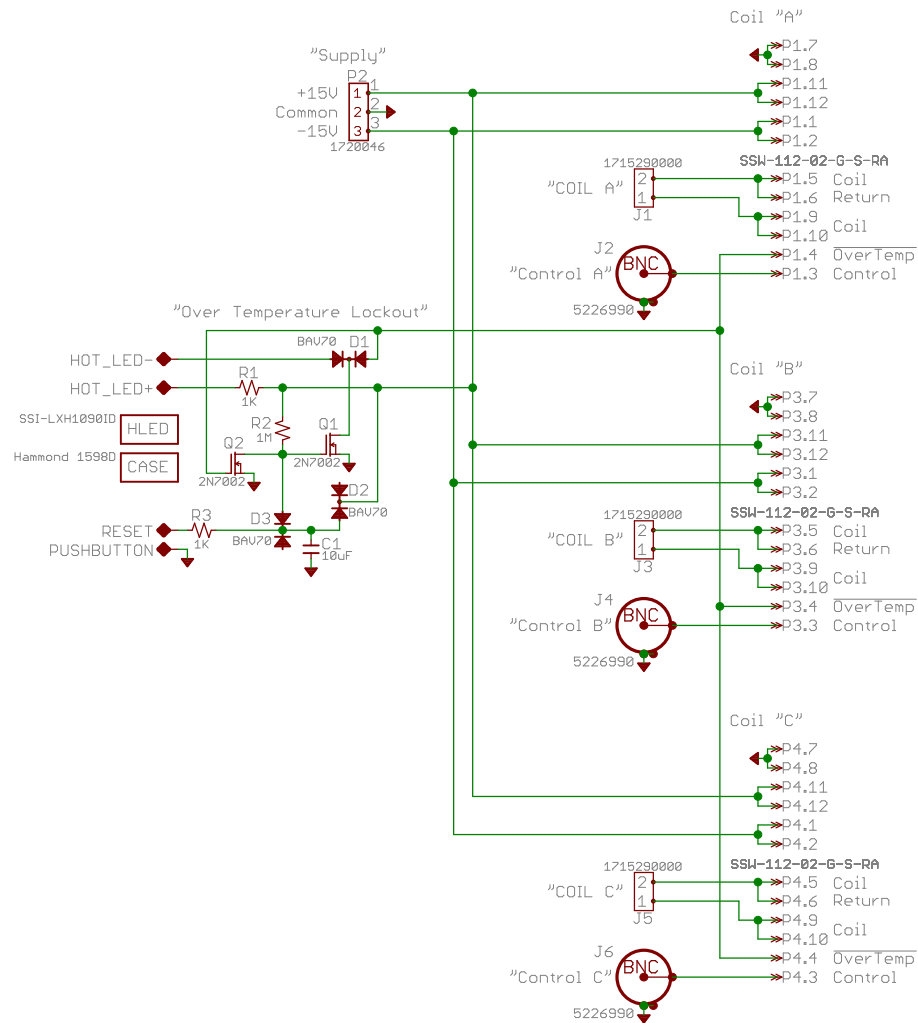 Coil "A"
P1.7
P1.8
P1.11
P1.12
P1.1
P1.2
SSW-112-02-G-S-RA
P1.5 Coil
P1.6 Return
P1.9
P1.10 Coil
P1.4 OverTemp
P1.3 Control
"Supply"
P2
+15V 1 1
Common 2 2
-15V 3 3
1720046
1715290000
"COIL A" 2
1
J1
J2
BNC
"Control A"
5226990
"Over Temperature Lockout"
BAV70 D1
HOT_LED-
HOT_LED+ R1
1K
SSI-LXH1090ID HLED
R2
1M
Q1
2N7002
Hammond 1598D CASE
Q2
2N7002
D2
BAV70
D3
BAV70
RESET R3
1K
PUSHBUTTON
C1
10uF
Coil "B"
P3.7
P3.8
P3.11
P3.12
P3.1
P3.2
SSW-112-02-G-S-RA
P3.5 Coil
P3.6 Return
P3.9
P3.10 Coil
P3.4 OverTemp
P3.3 Control
1715290000
"COIL B" 2
1
J3
J4
BNC
"Control B"
5226990
Coil "C"
P4.7
P4.8
P4.11
P4.12
P4.1
P4.2
SSW-112-02-G-S-RA
P4.5 Coil
P4.6 Return
P4.9
P4.10 Coil
P4.4 OverTemp
P4.3 Control
1715290000
"COIL C" 2
1
J5
J6
BNC
"Control C"
5226990